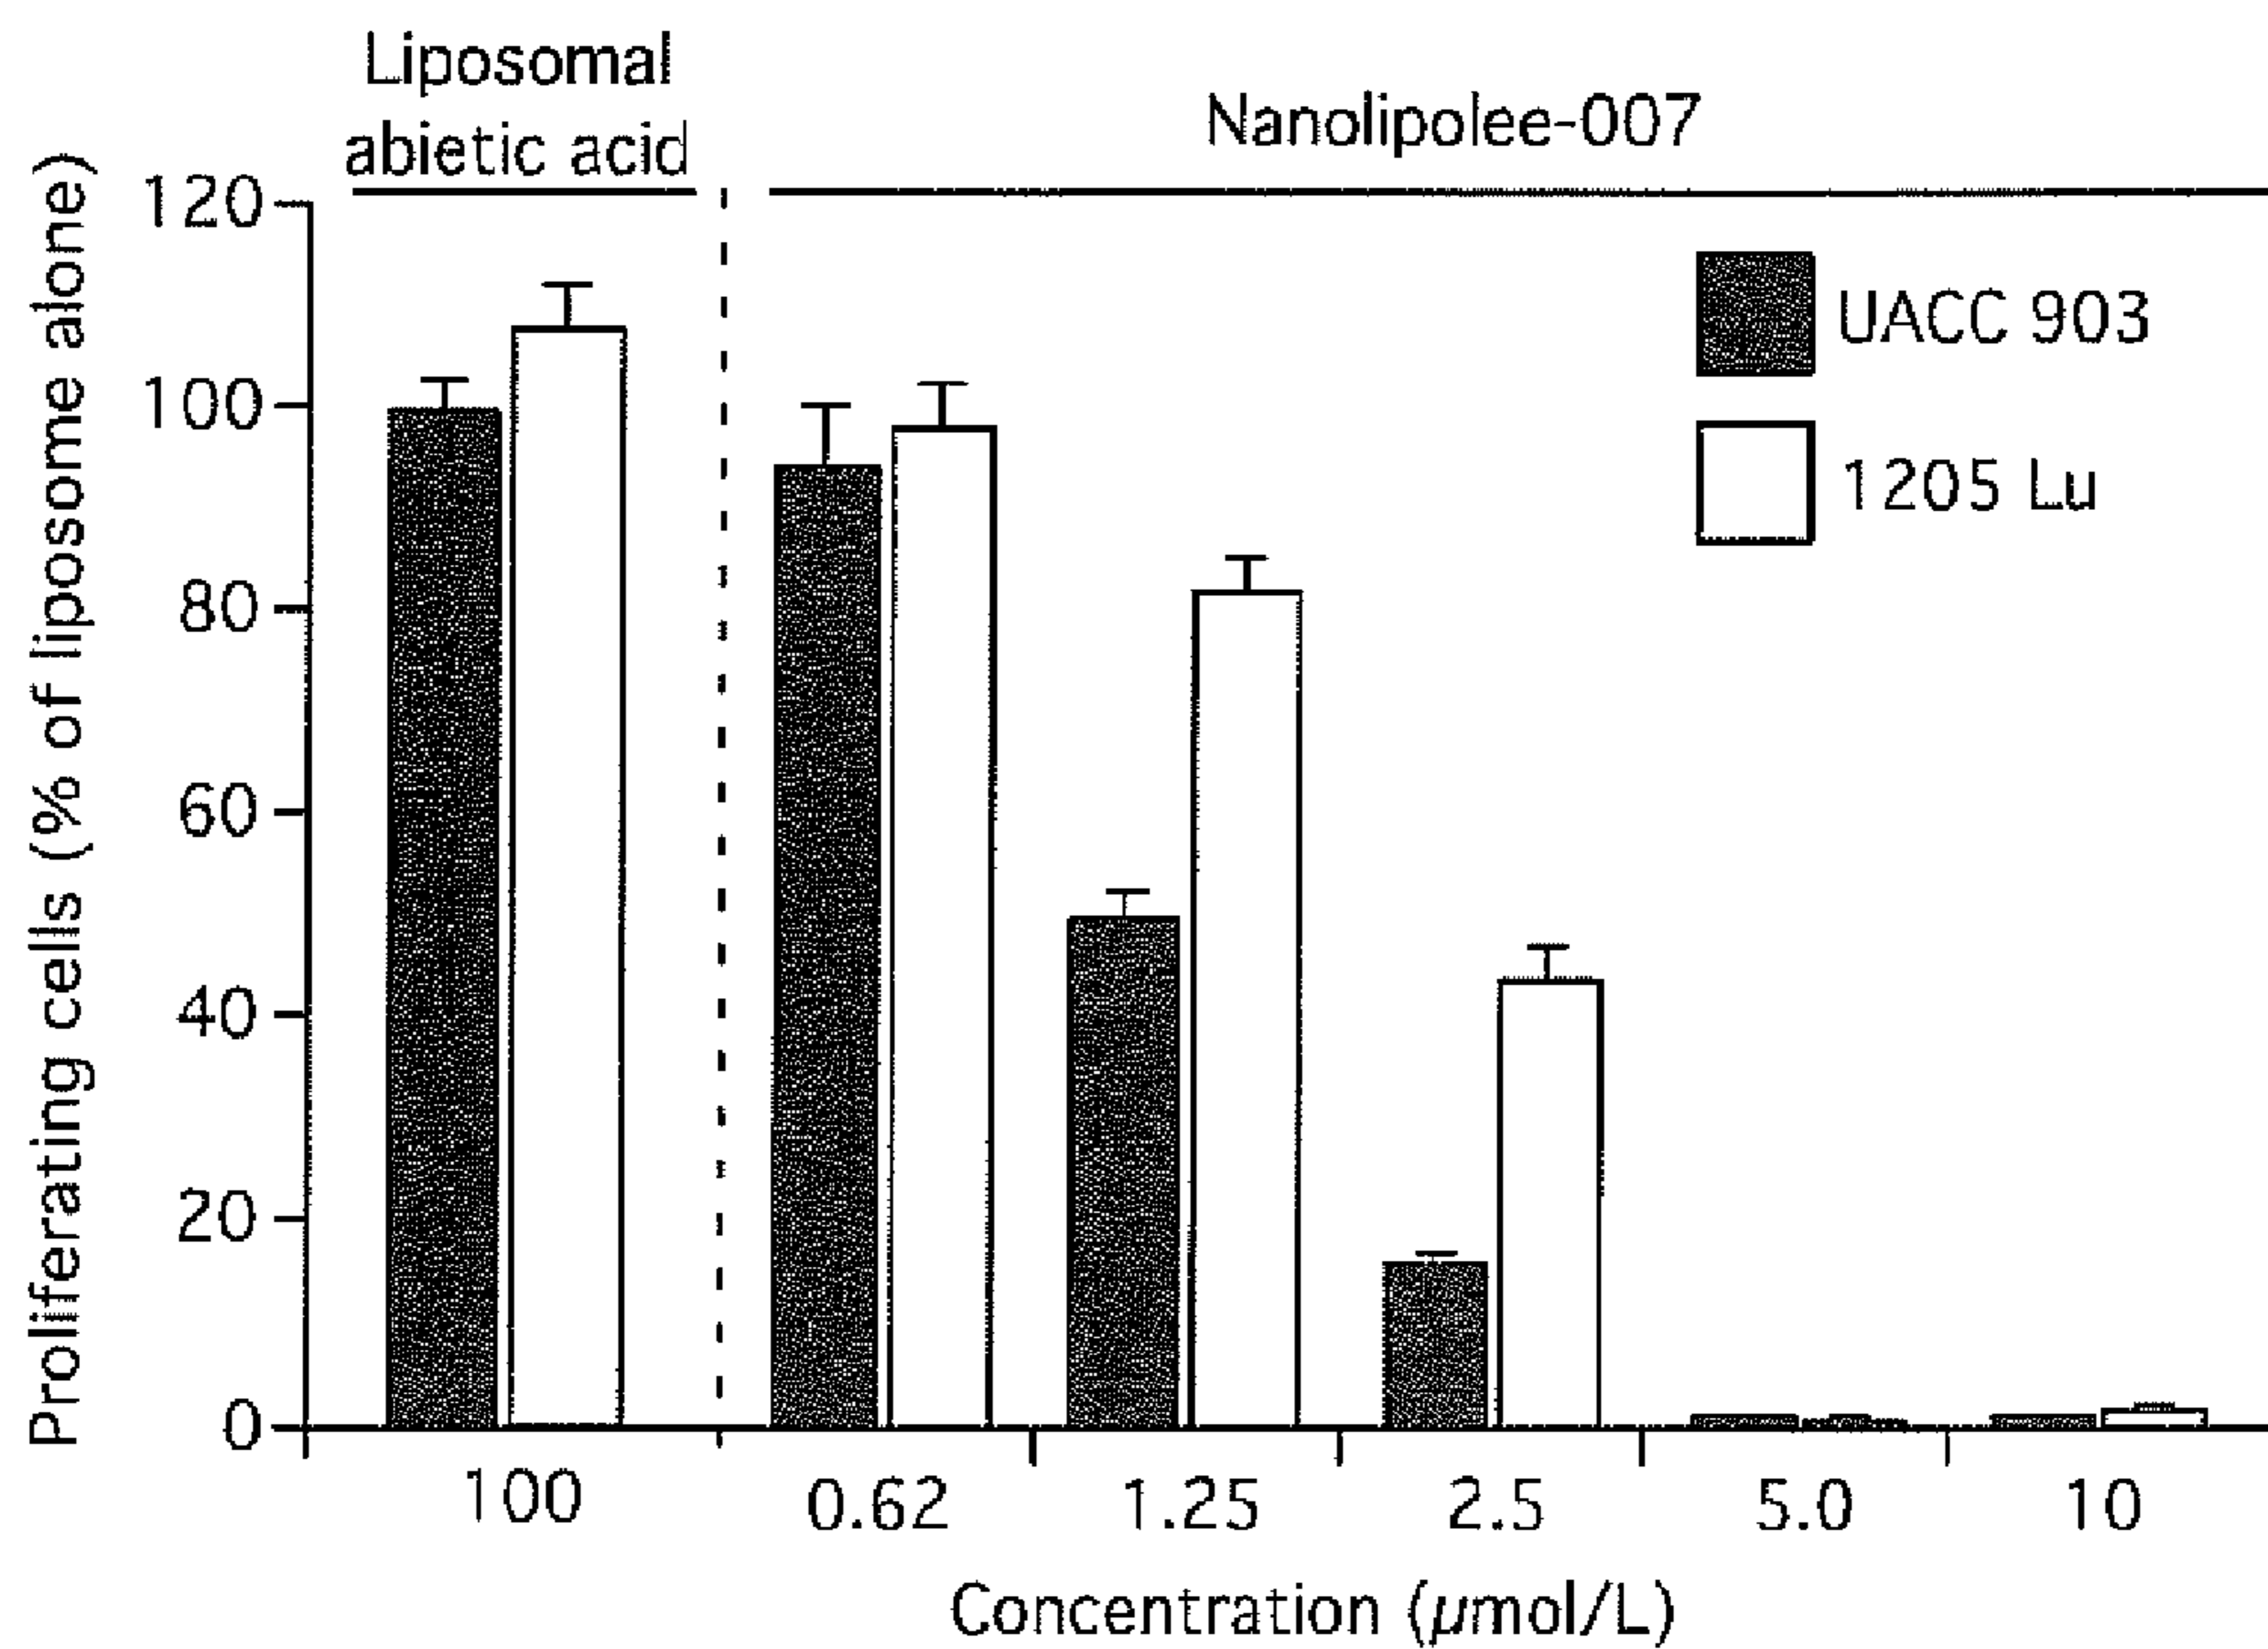 Liposomal
abietic acid
Nanolipolee-007
Proliferating cells (% of liposome alone)
120
100
80
60
40
20
0
UACC 903
1205 Lu
100
0.62
1.25
2.5
5.0
10
Concentration (µmol/L)